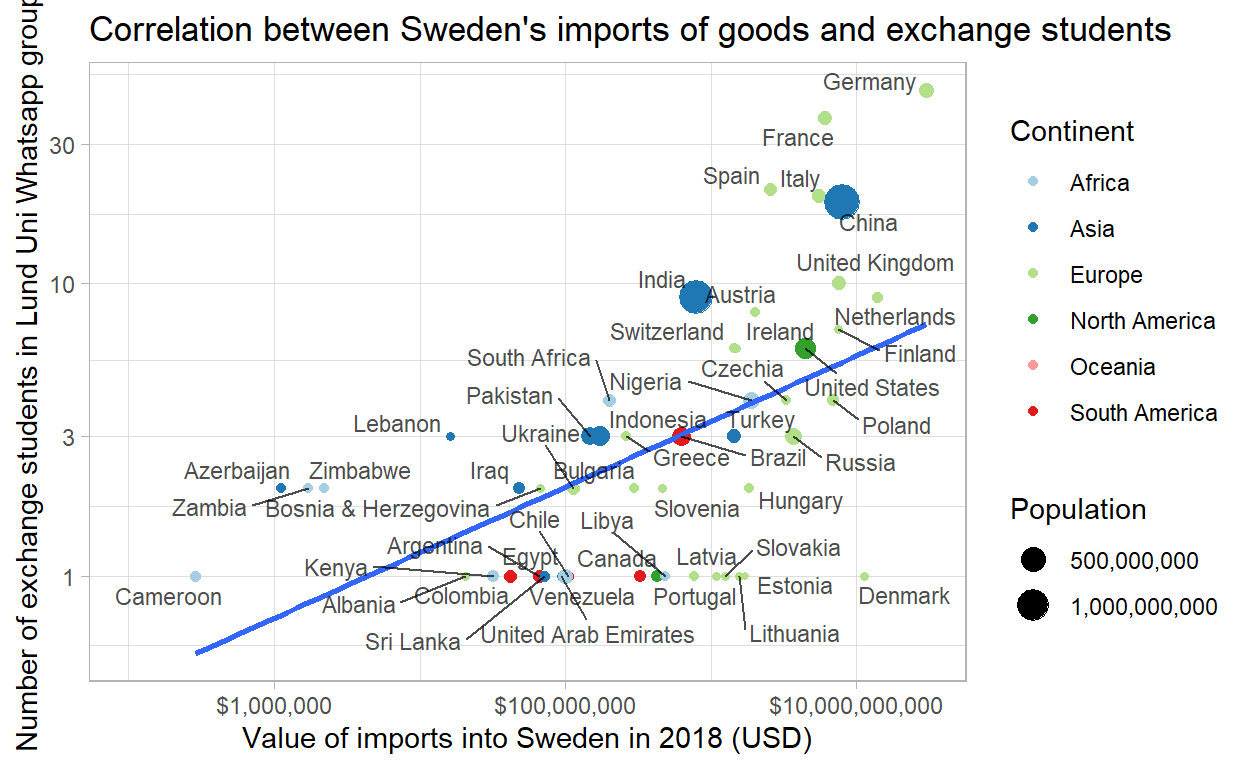 Correlation between Sweden's imports of goods and exchange students
Number of exchange students in Lund Uni Whatsapp group
30
10
3
1
Germany
France
Spain
Italy
China
United Kingdom
India
Austria
Netherlands
Switzerland
Ireland
Finland
South Africa
Czechia
Nigeria
United States
Pakistan
Lebanon
Indonesia
Turkey
Poland
Ukraine
Greece
Brazil
Russia
Azerbaijan
Zimbabwe
Iraq
Bulgaria
Zambia
Bosnia & Herzegovina
Slovenia
Hungary
Chile
Libya
Argentina
Egypt
Canada
Latvia
Slovakia
Kenya
Estonia
Cameroon
Albania
Colombia
Venezuela
Portugal
Denmark
Sri Lanka
United Arab Emirates
Lithuania
$1,000,000
$100,000,000
$10,000,000,000
Value of imports into Sweden in 2018 (USD)
Continent
Africa
Asia
Europe
North America
Oceania
South America
Population
500,000,000
1,000,000,000